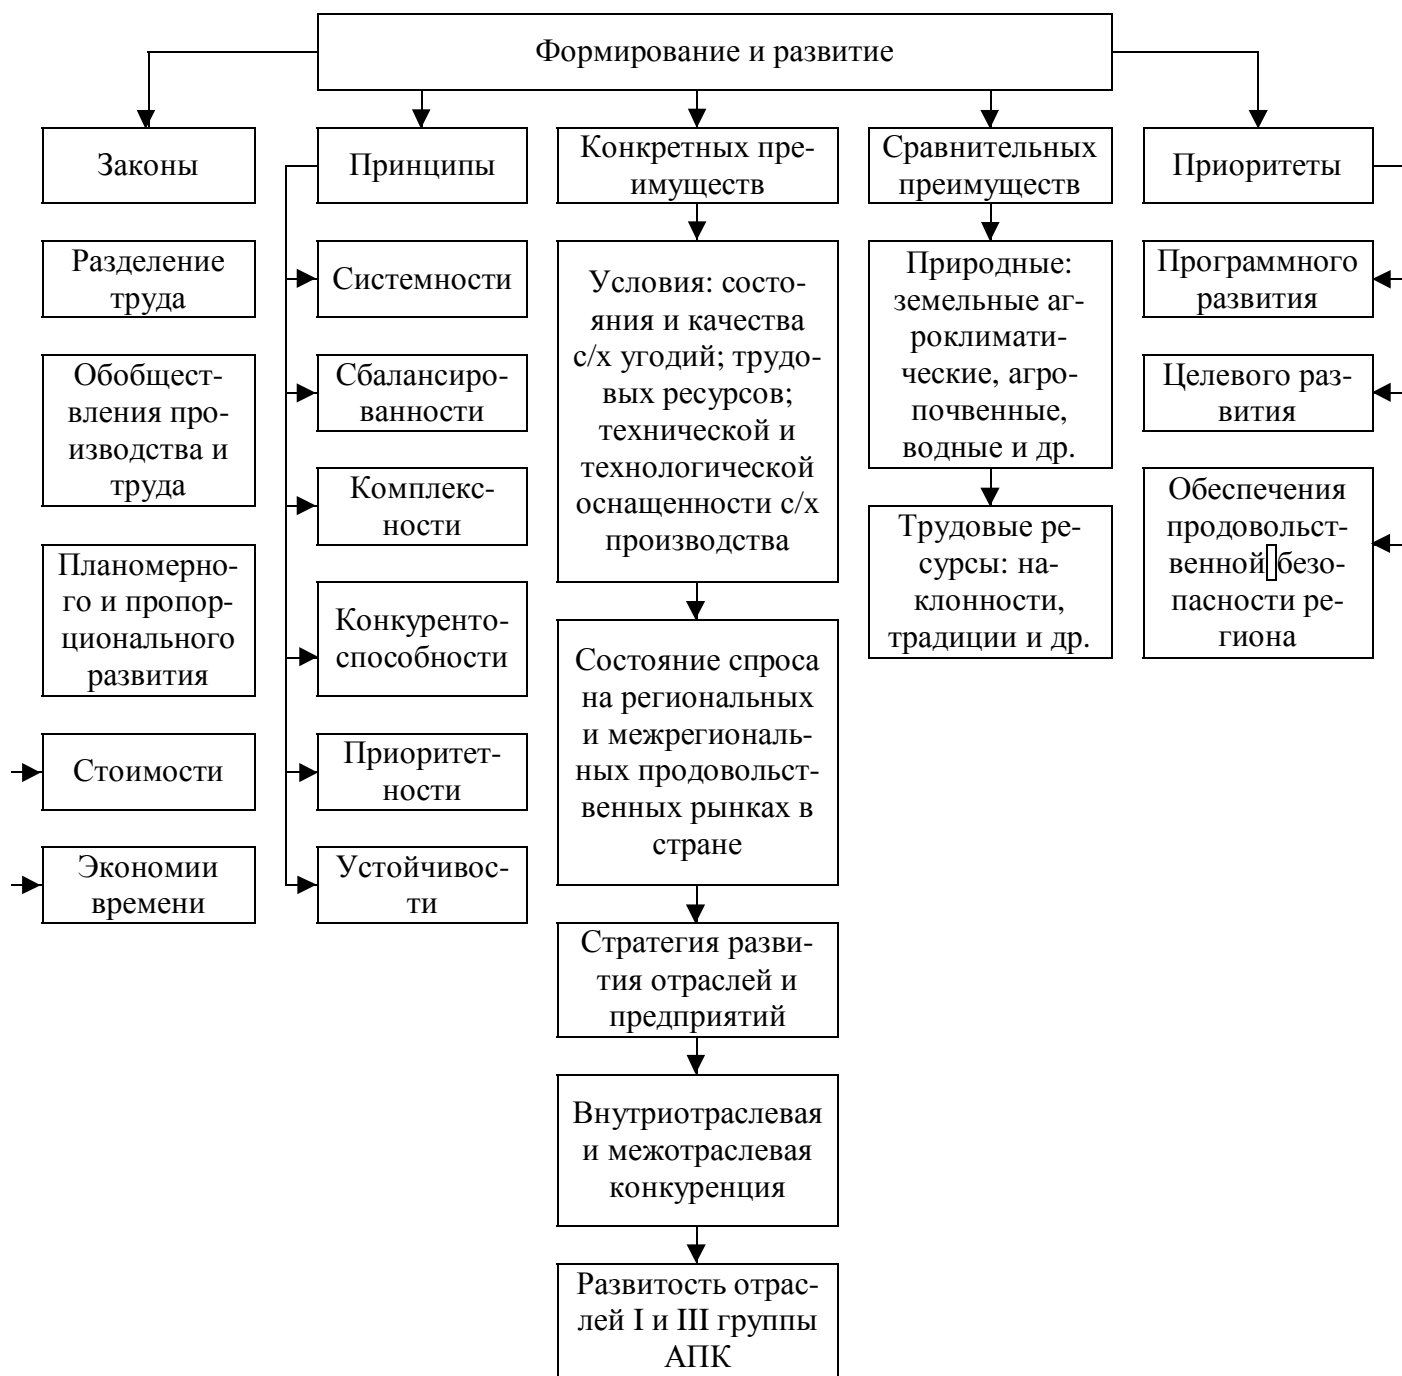 Формирование и развитие
Законы
Разделение
труда
Обобщест-
вления про-
изводства и
труда
Планомерно-
го и пропор-
ционального
развития
Стоимости
Экономии
времени
Принципы
Системности
Сбалансиро-
ванности
Комплекс-
ности
Конкуренто-
способности
Приоритет-
ности
Устойчивос-
ти
Конкретных пре-
имуществ
Условия: состо-
яния и качества
с/х угодий; трудо-
вых ресурсов;
технической и
технологической
оснащенности с/х
производства
Состояние спроса
на региональных
и межрегиональ-
ных продовольст-
венных рынках в
стране
Стратегия разви-
тия отраслей и
предприятий
Внутриотраслевая
и межотраслевая
конкуренция
Развитость отрас-
лей I и III группы
АПК
Сравнительных
преимуществ
Природные:
земельные аг-
роклимати-
ческие, агро-
почвенные,
водные и др.
Трудовые ре-
сурсы: на-
клонности,
традиции и др.
Приоритеты
Программного
развития
Целевого раз-
вития
Обеспечения
продовольст-
венной безо-
пасности ре-
гиона